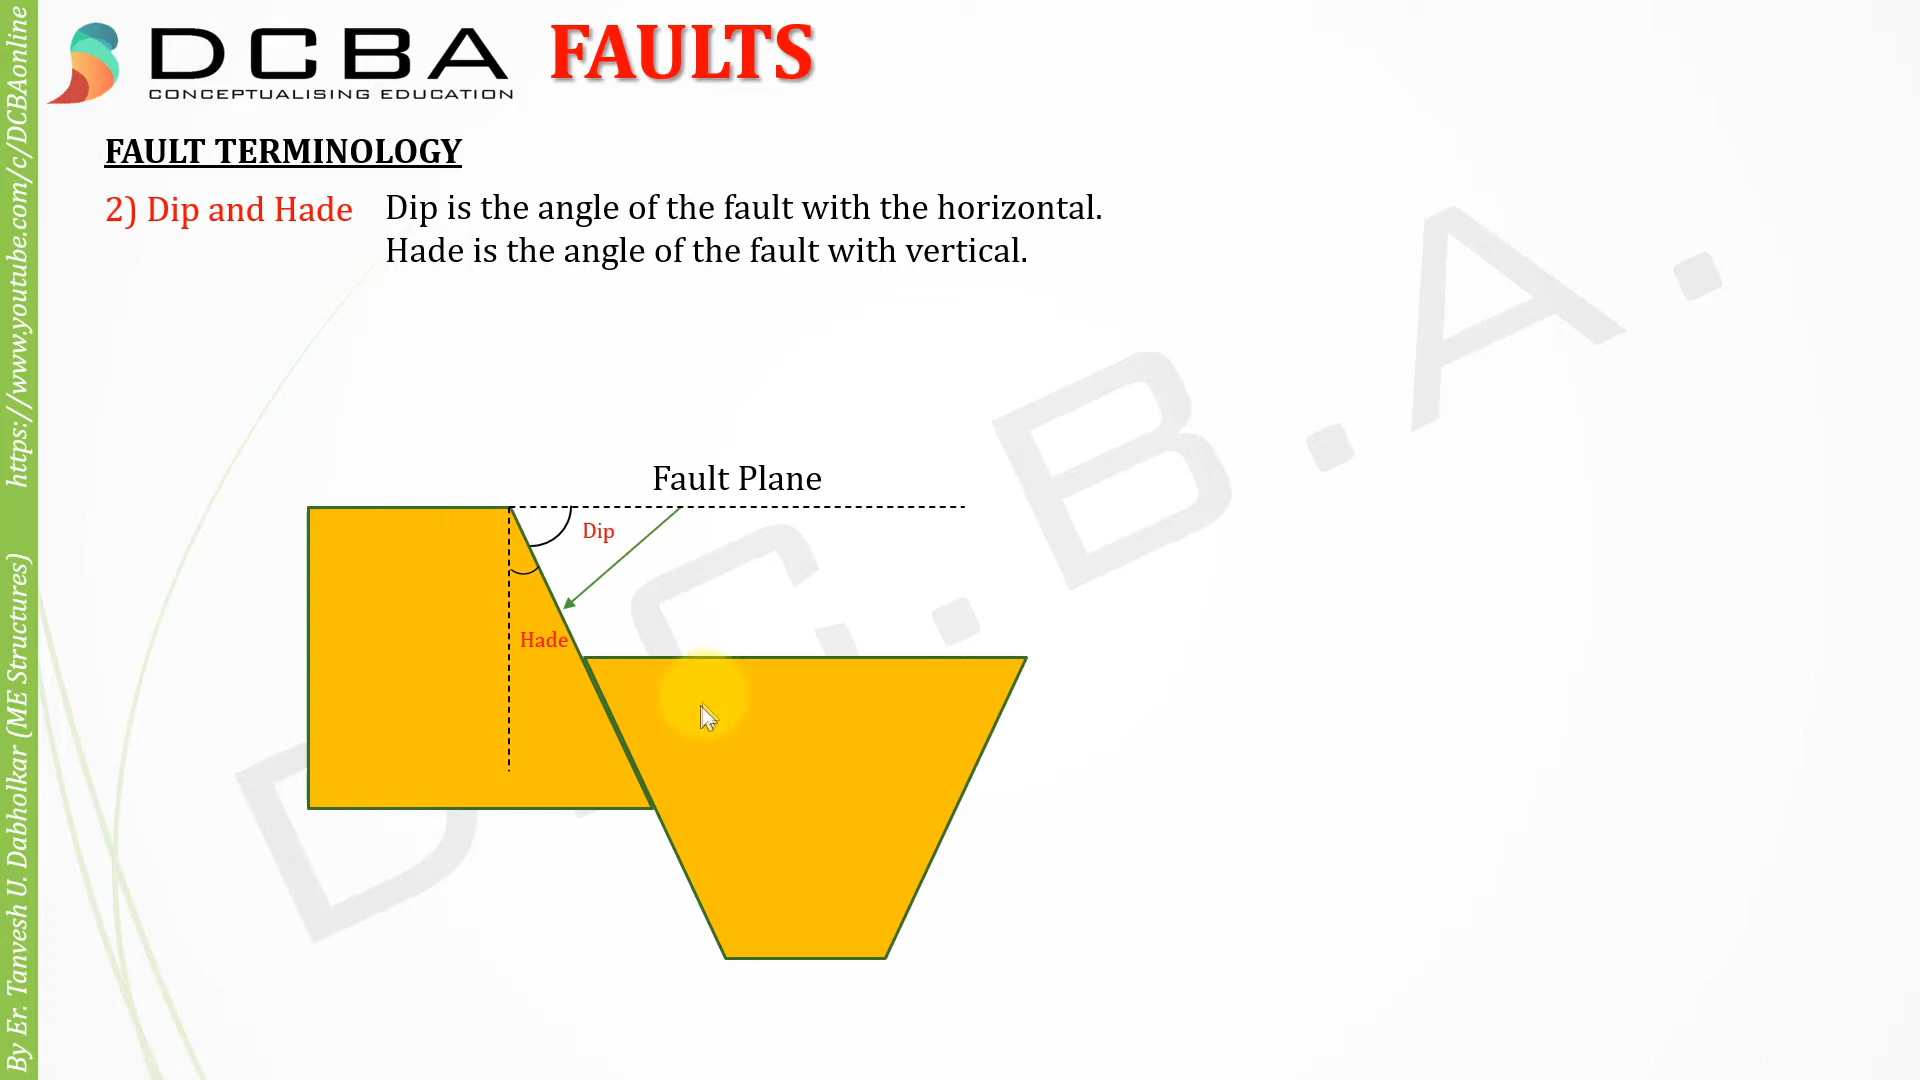 DCBA
CONCEPTUALISING EDUCATION
FAULTS
FAULT TERMINOLOGY
2) Dip and Hade
Dip is the angle of the fault with the horizontal.
Hade is the angle of the fault with vertical.
Fault Plane
Dip
Hade
D.C.B.A.
By Er. Tanvesh U. Dabholkar (ME Structures) https://www.youtube.com/c/DCBAonline